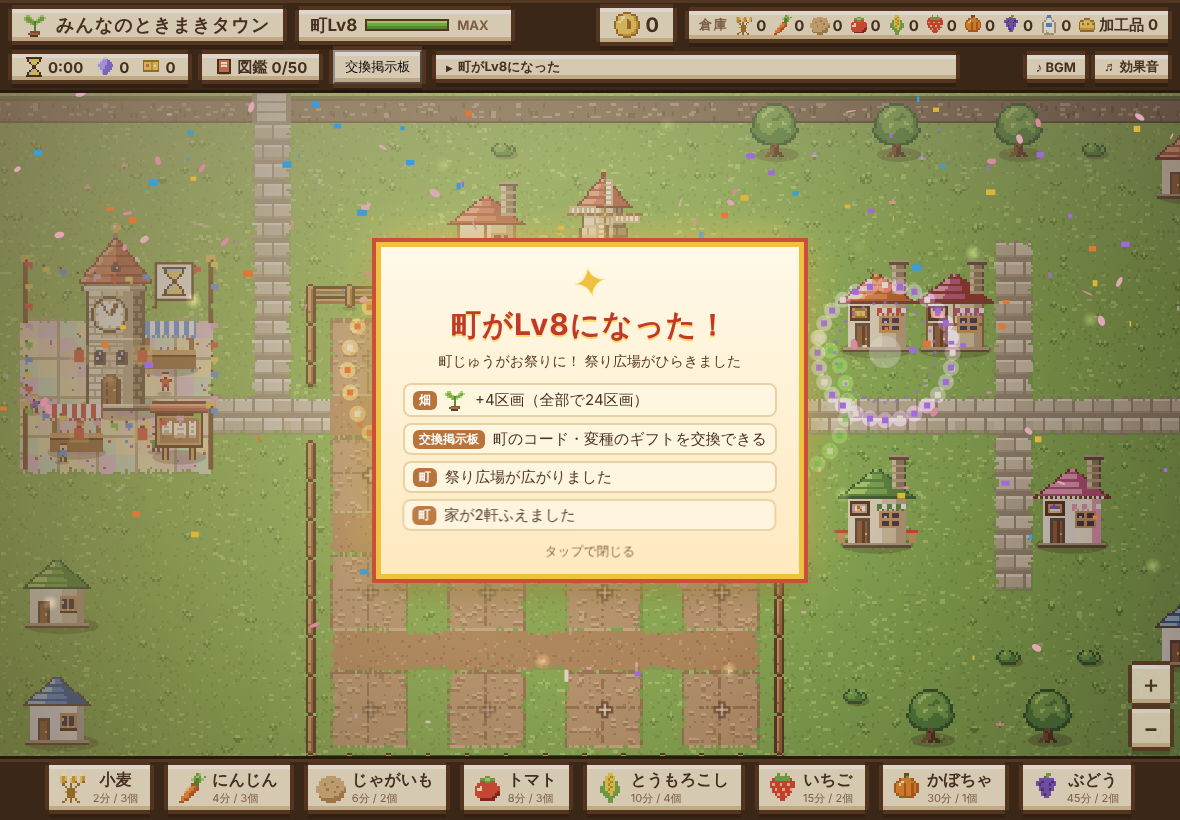 みんなのときまきタウン
町Lv8 MAX
0
倉庫 0 0 0 0 0 0 0 0 0 加工品 0
0:00 0 0
図鑑 0/50
交換掲示板
▸ 町がLv8になった
♪ BGM
♬ 効果音
町がLv8になった！
町じゅうがお祭りに！ 祭り広場がひらきました
畑 +4区画（全部で24区画）
交換掲示板 町のコード・変種のギフトを交換できる
町 祭り広場が広がりました
町 家が2軒ふえました
タップで閉じる
+
−
小麦
2分 / 3個
にんじん
4分 / 3個
じゃがいも
6分 / 2個
トマト
8分 / 3個
とうもろこし
10分 / 4個
いちご
15分 / 2個
かぼちゃ
30分 / 1個
ぶどう
45分 / 2個